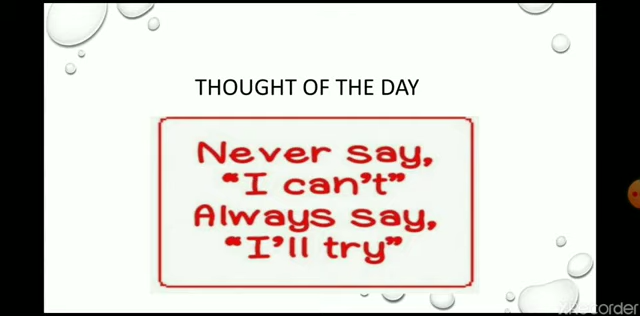 THOUGHT OF THE DAY
Never say,
“I can’t”
Always say,
“I’ll try”